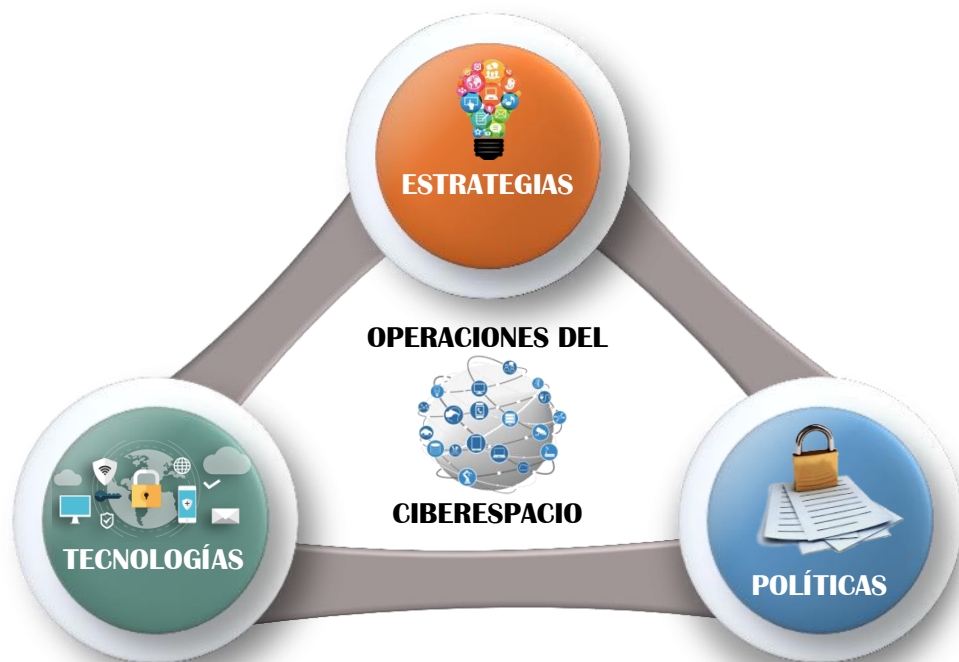 ESTRATEGIAS
OPERACIONES DEL
CIBERESPACIO
TECNOLOGÍAS
POLÍTICAS